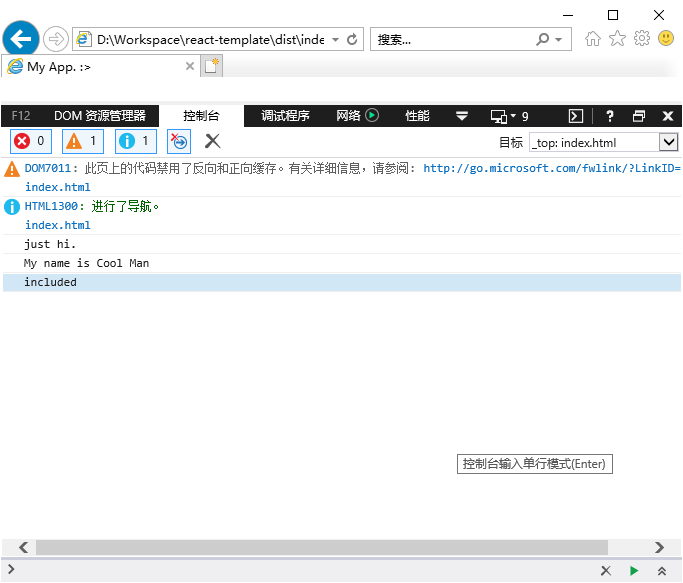 D:\Workspace\react-template\dist\inde
搜索...
My App. :>
F12 DOM 资源管理器 控制台 调试程序 网络 性能 9 ?
0 1 1 目标 _top: index.html
DOM7011: 此页上的代码禁用了反向和正向缓存。有关详细信息，请参阅: http://go.microsoft.com/fwlink/?LinkID=
index.html
HTML1300: 进行了导航。
index.html
just hi.
My name is Cool Man
included
控制台输入单行模式(Enter)